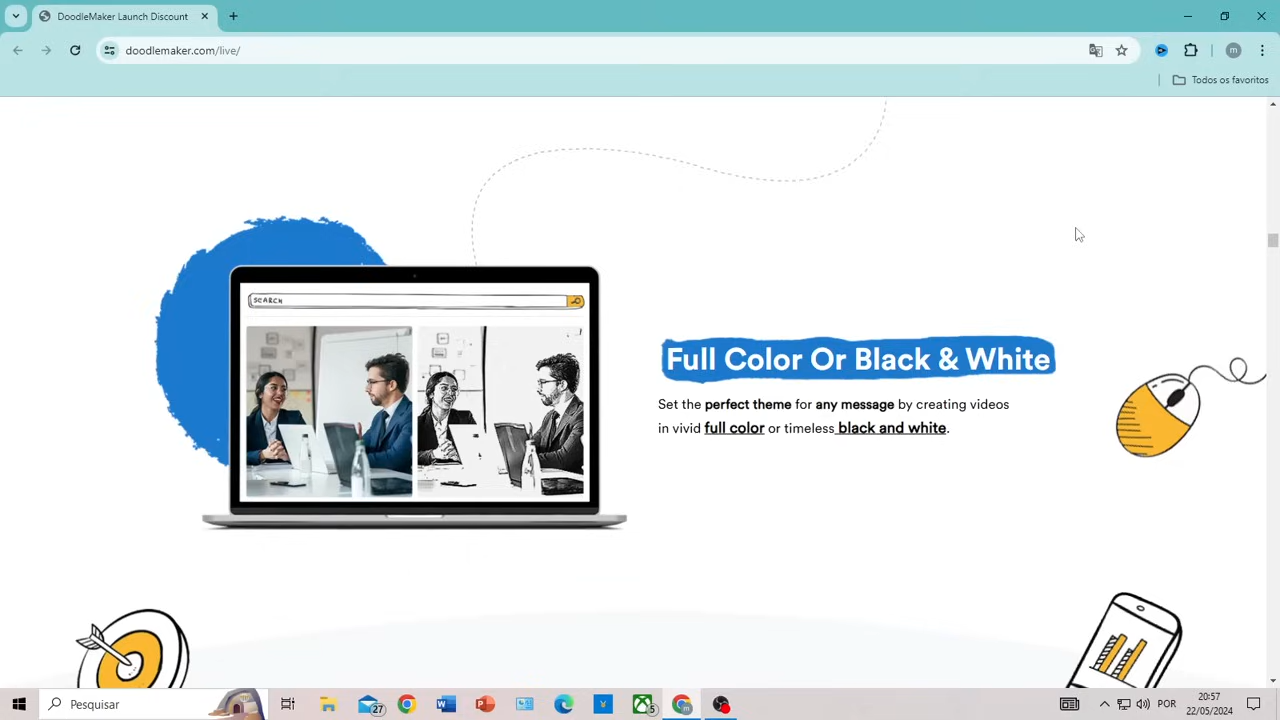 DoodleMaker Launch Discount
doodlemaker.com/live/
m
Todos os favoritos
SEARCH
Full Color Or Black & White
Set the perfect theme for any message by creating videos
in vivid full color or timeless black and white.
Pesquisar
27
5
m
POR
20:57
22/05/2024